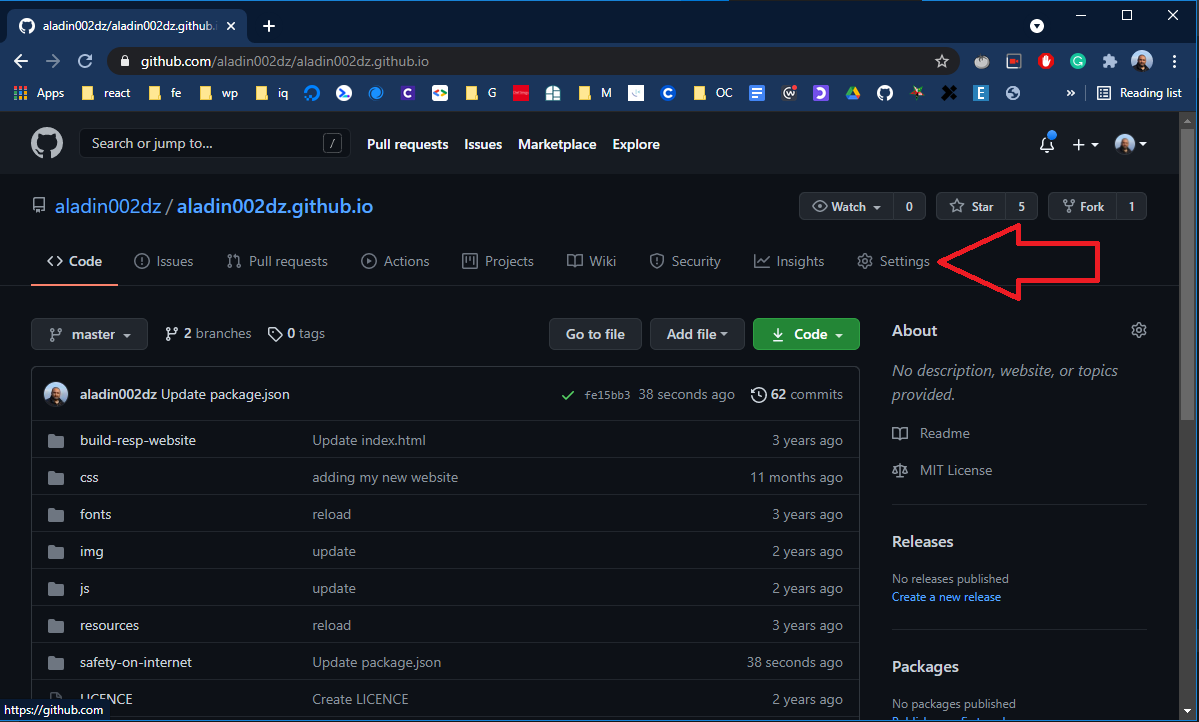 aladin002dz/aladin002dz.github.i
github.com/aladin002dz/aladin002dz.github.io
Apps react fe wp iq G M OC » Reading list
Search or jump to... / Pull requests Issues Marketplace Explore
aladin002dz / aladin002dz.github.io
Watch 0 Star 5 Fork 1
Code Issues Pull requests Actions Projects Wiki Security Insights Settings
master 2 branches 0 tags Go to file Add file Code
About
No description, website, or topics
provided.
Readme
MIT License
Releases
No releases published
Create a new release
Packages
No packages published
aladin002dz Update package.json fe15bb3 38 seconds ago 62 commits
build-resp-website Update index.html 3 years ago
css adding my new website 11 months ago
fonts reload 3 years ago
img update 2 years ago
js update 2 years ago
resources reload 3 years ago
safety-on-internet Update package.json 38 seconds ago
LICENCE Create LICENCE 2 years ago
https://github.com